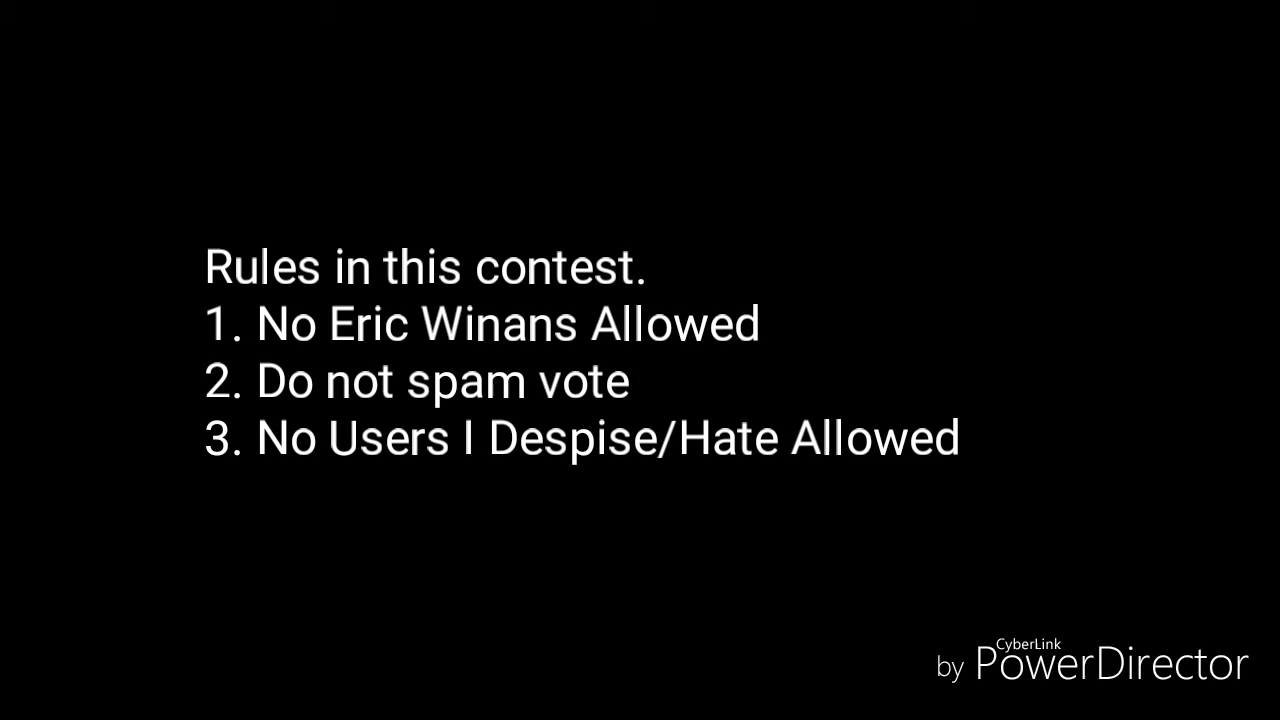 Rules in this contest.
1. No Eric Winans Allowed
2. Do not spam vote
3. No Users I Despise/Hate Allowed
CyberLink
by PowerDirector